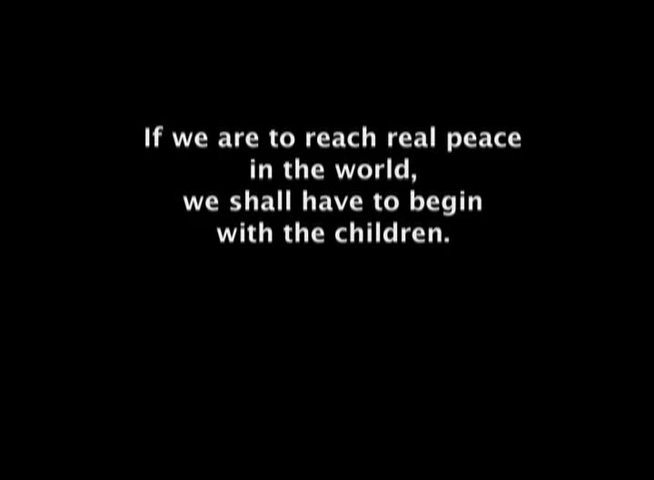 If we are to reach real peace
in the world,
we shall have to begin
with the children.